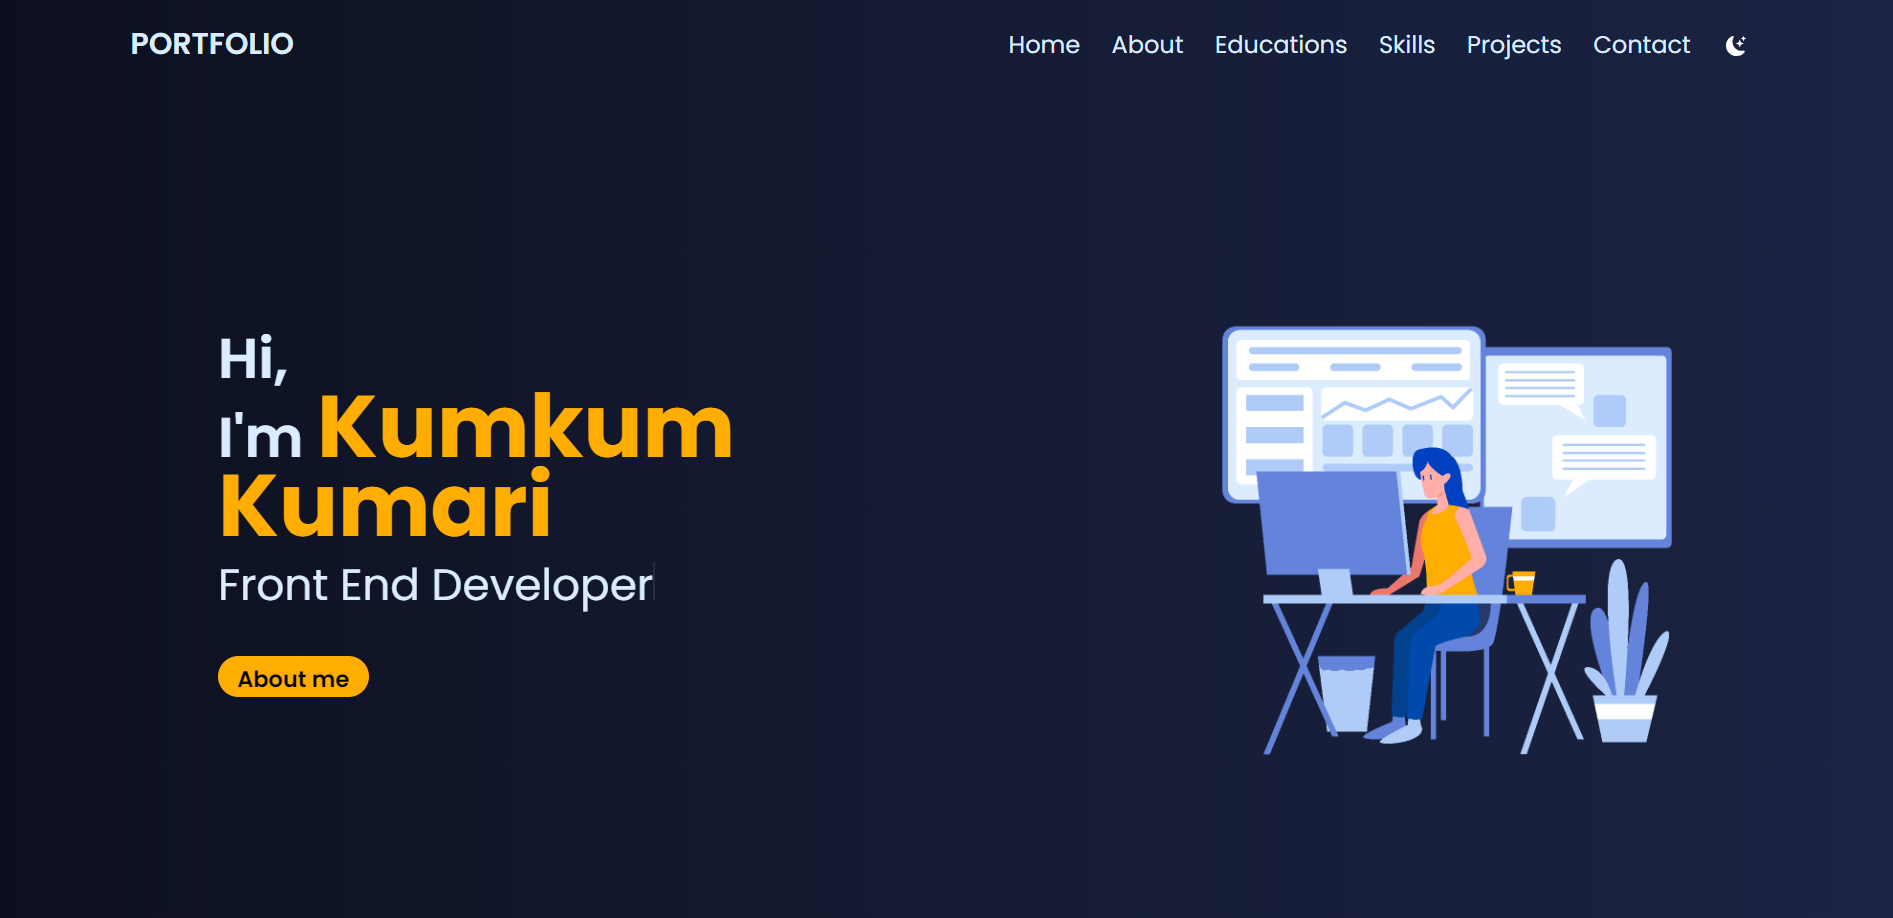 PORTFOLIO
Home About Educations Skills Projects Contact
Hi,
I'm Kumkum
Kumari
Front End Developer
About me